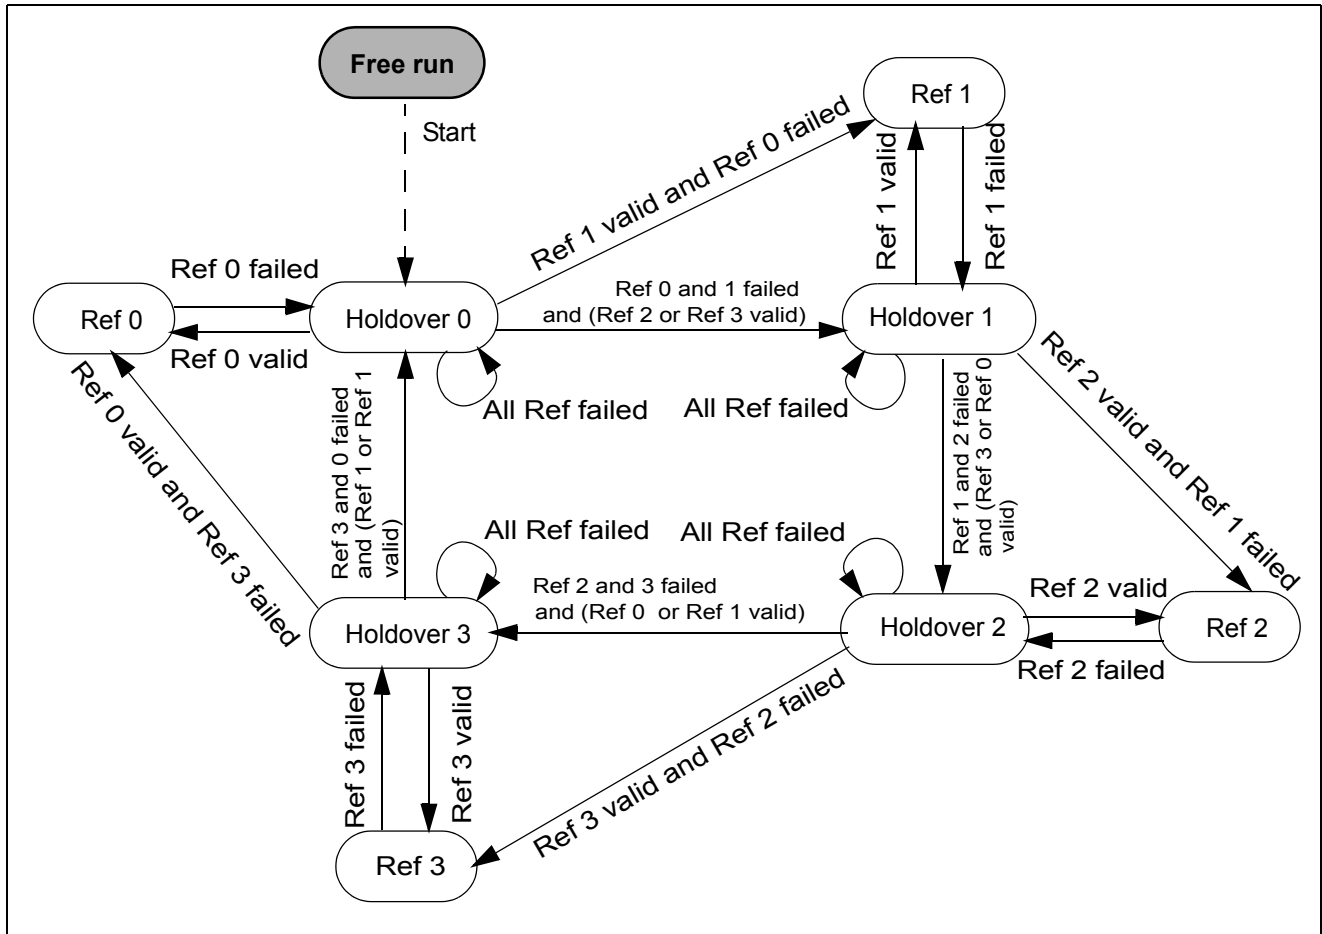 Free run
Start
Ref 1
Ref 1 valid and Ref 0 failed
Ref 1 valid
Ref 1 failed
Ref 0 failed
Ref 0
Ref 0 valid
Holdover 0
Ref 0 and 1 failed
and (Ref 2 or Ref 3 valid)
Holdover 1
All Ref failed
All Ref failed
Ref 0 valid and Ref 3 failed
Ref 3 and 0 failed
and (Ref 1 or Ref 1
valid)
Ref 1 and 2 failed
and (Ref 3 or Ref 0
valid)
Ref 2 valid and Ref 1 failed
All Ref failed
All Ref failed
Holdover 3
Ref 2 and 3 failed
and (Ref 0 or Ref 1 valid)
Holdover 2
Ref 2 valid
Ref 2
Ref 2 failed
Ref 3 failed
Ref 3 valid
Ref 3 valid and Ref 2 failed
Ref 3